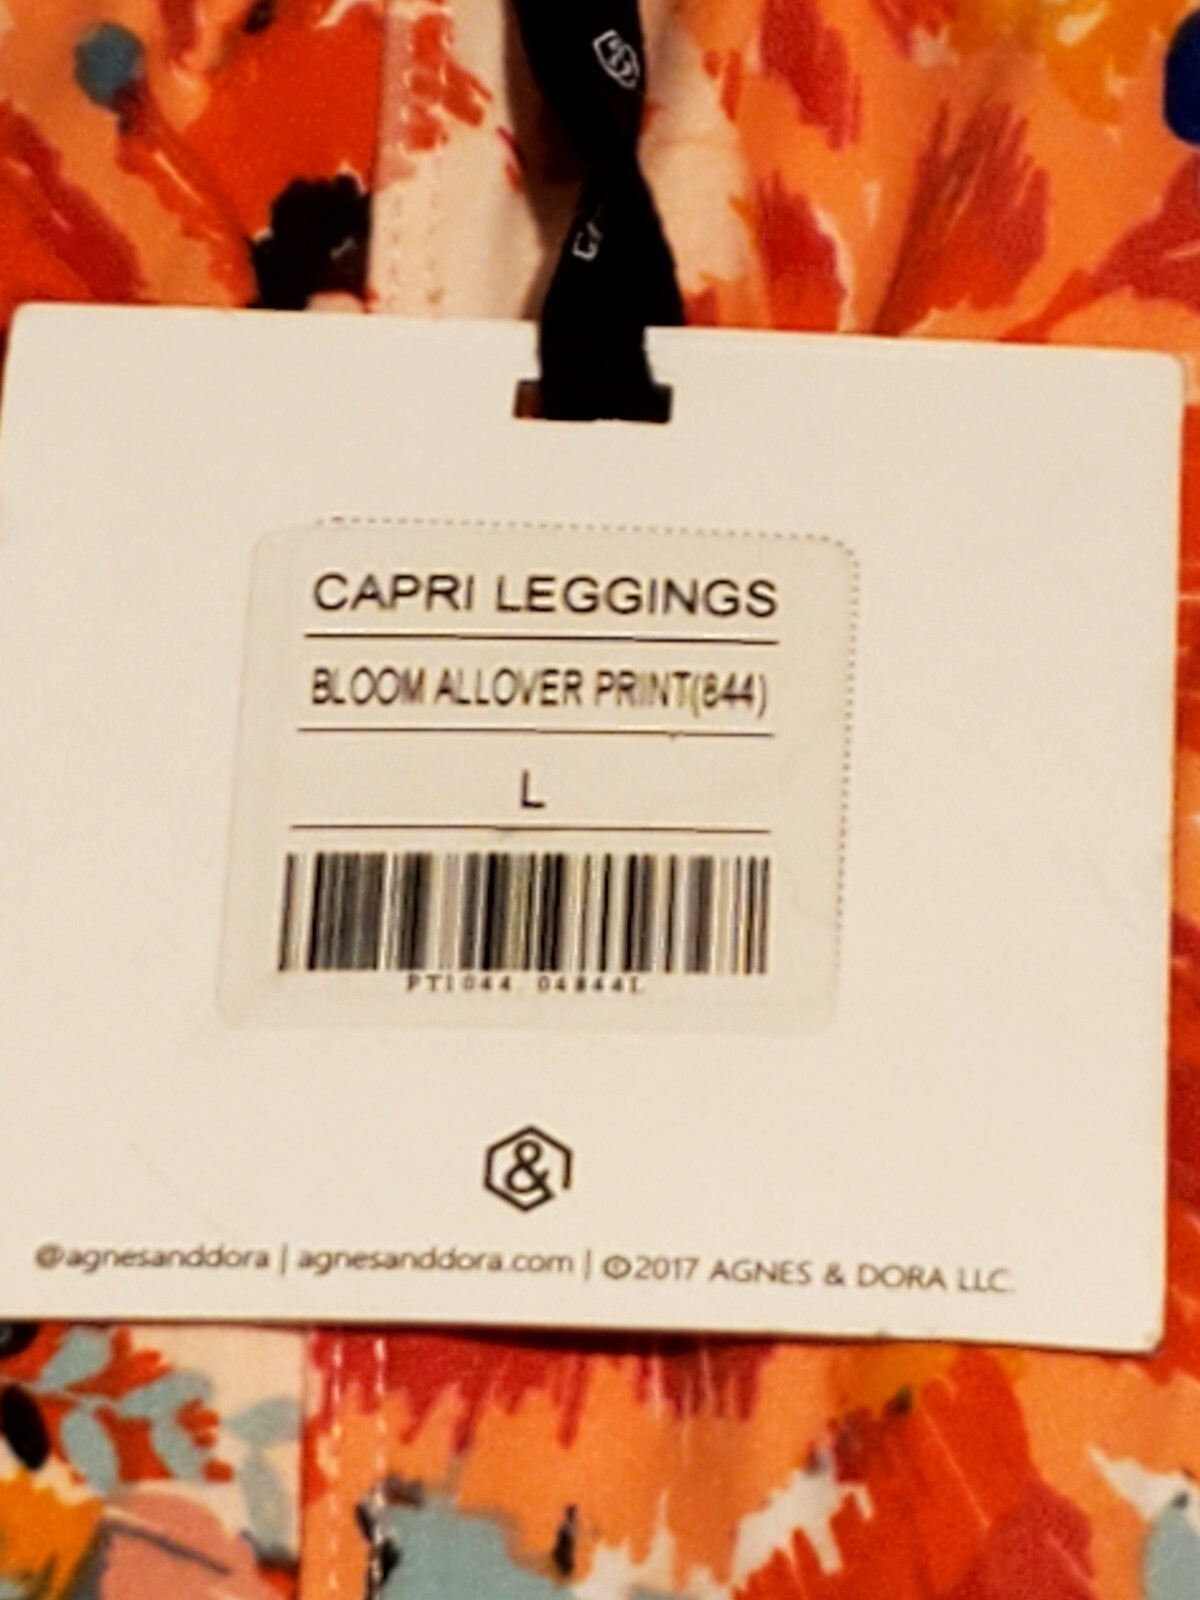 CAPRI LEGGINGS
BLOOM ALLOVER PRINT(844)
L
PT1044 04844L
&
@agnesanddora | agnesanddora.com | ©2017 AGNES & DORA LLC.